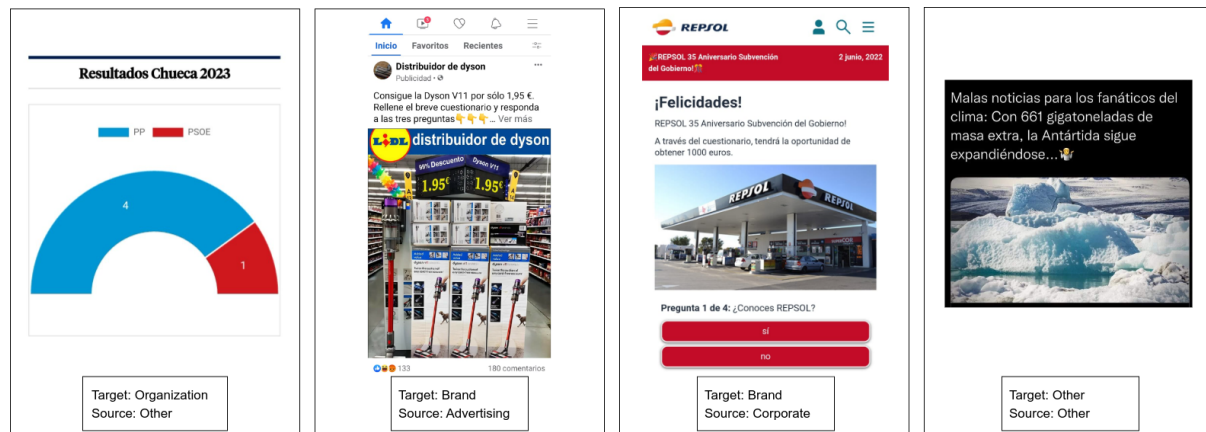 Resultados Chueca 2023
PP
PSOE
4
1
Target: Organization
Source: Other
Inicio
Favoritos
Recientes
Distribuidor de dyson
Publicidad
Consigue la Dyson V11 por sólo 1,95 €.
Rellene el breve cuestionario y responda
a las tres preguntas👇👇👇... Ver más
LIDL distribuidor de dyson
99% Descuento
Dyson V11
1.95€
1.95€
133
180 comentarios
Target: Brand
Source: Advertising
REPSOL
🎉REPSOL 35 Aniversario Subvención
del Gobierno!🎊
2 junio, 2022
¡Felicidades!
REPSOL 35 Aniversario Subvención del Gobierno!
A través del cuestionario, tendrá la oportunidad de
obtener 1000 euros.
REPSOL
REPSOL
Pregunta 1 de 4: ¿Conoces REPSOL?
sí
no
Target: Brand
Source: Corporate
Malas noticias para los fanáticos del
clima: Con 661 gigatoneladas de
masa extra, la Antártida sigue
expandiéndose...🤷
Target: Other
Source: Other